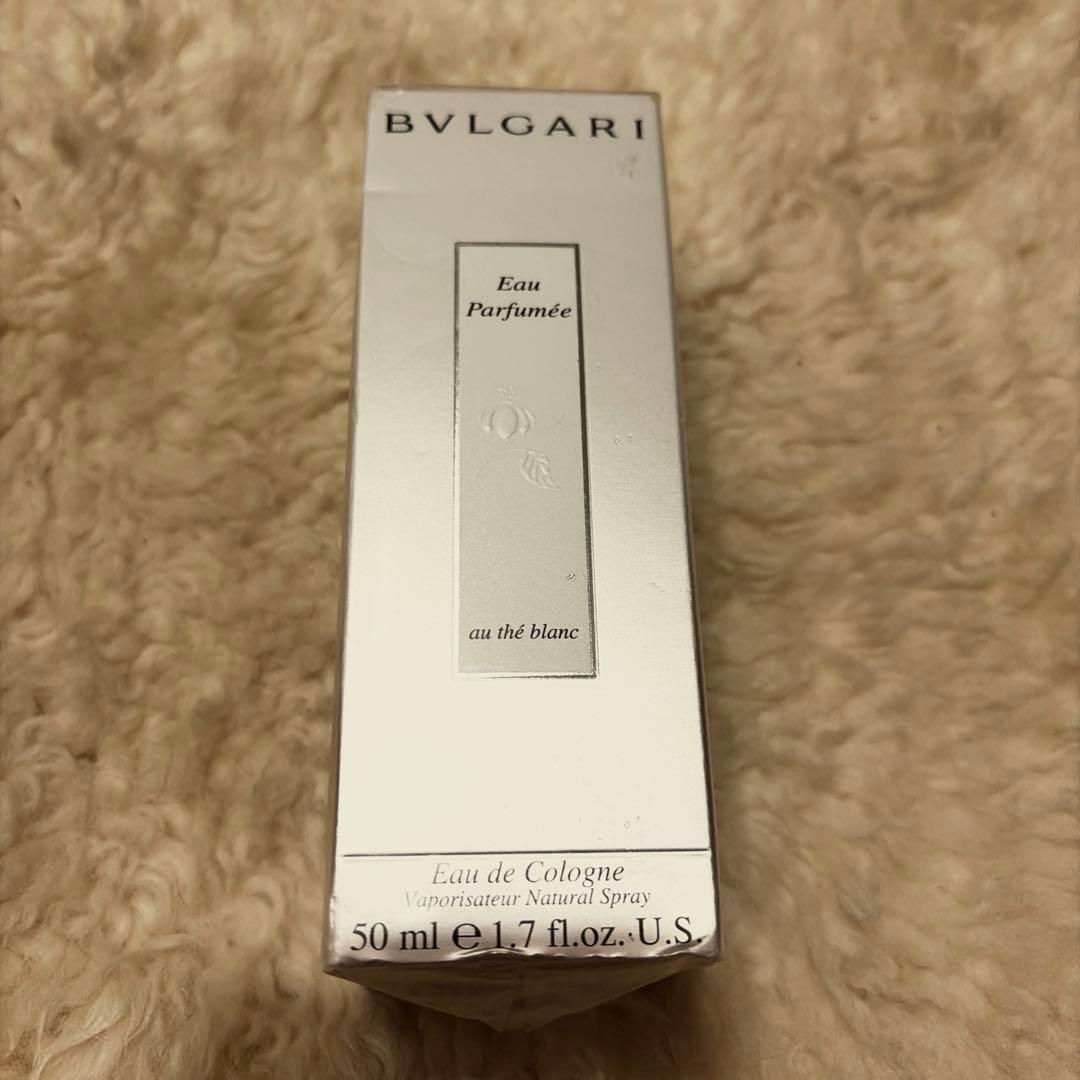 BVLGARI
Eau
Parfumée
au thé blanc
Eau de Cologne
Vaporisateur Natural Spray
50 ml ℮ 1.7 fl.oz. U.S.